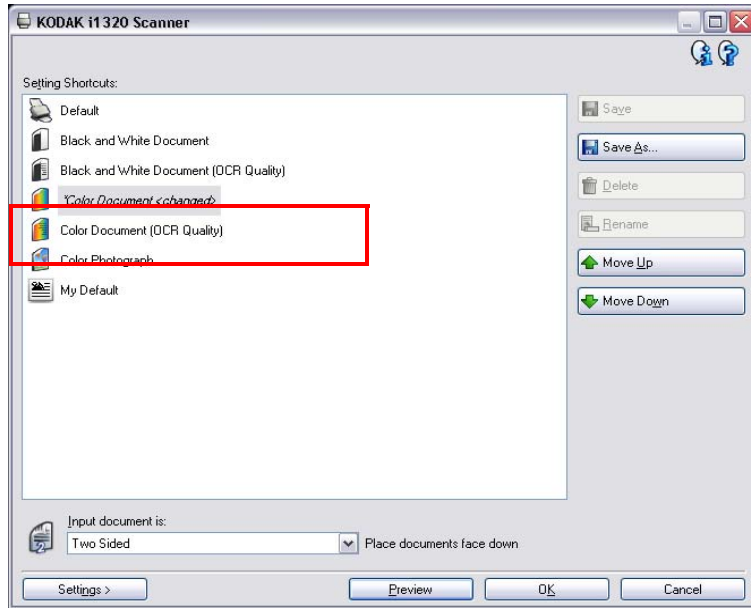 KODAK i1320 Scanner
Setting Shortcuts:
Default
Black and White Document
Black and White Document (OCR Quality)
*Color Document <changed>
Color Document (OCR Quality)
Color Photograph
My Default
Save
Save As...
Delete
Rename
Move Up
Move Down
Input document is:
2
Two Sided
Place documents face down
Settings >
Preview
OK
Cancel